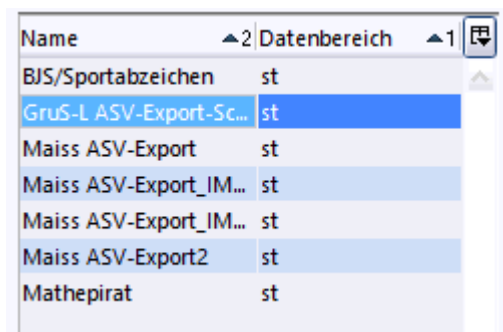 Name 2 Datenbereich 1
BJS/Sportabzeichen st
GruS-L ASV-Export-Sc... st
Maiss ASV-Export st
Maiss ASV-Export_IM... st
Maiss ASV-Export_IM... st
Maiss ASV-Export2 st
Mathepirat st